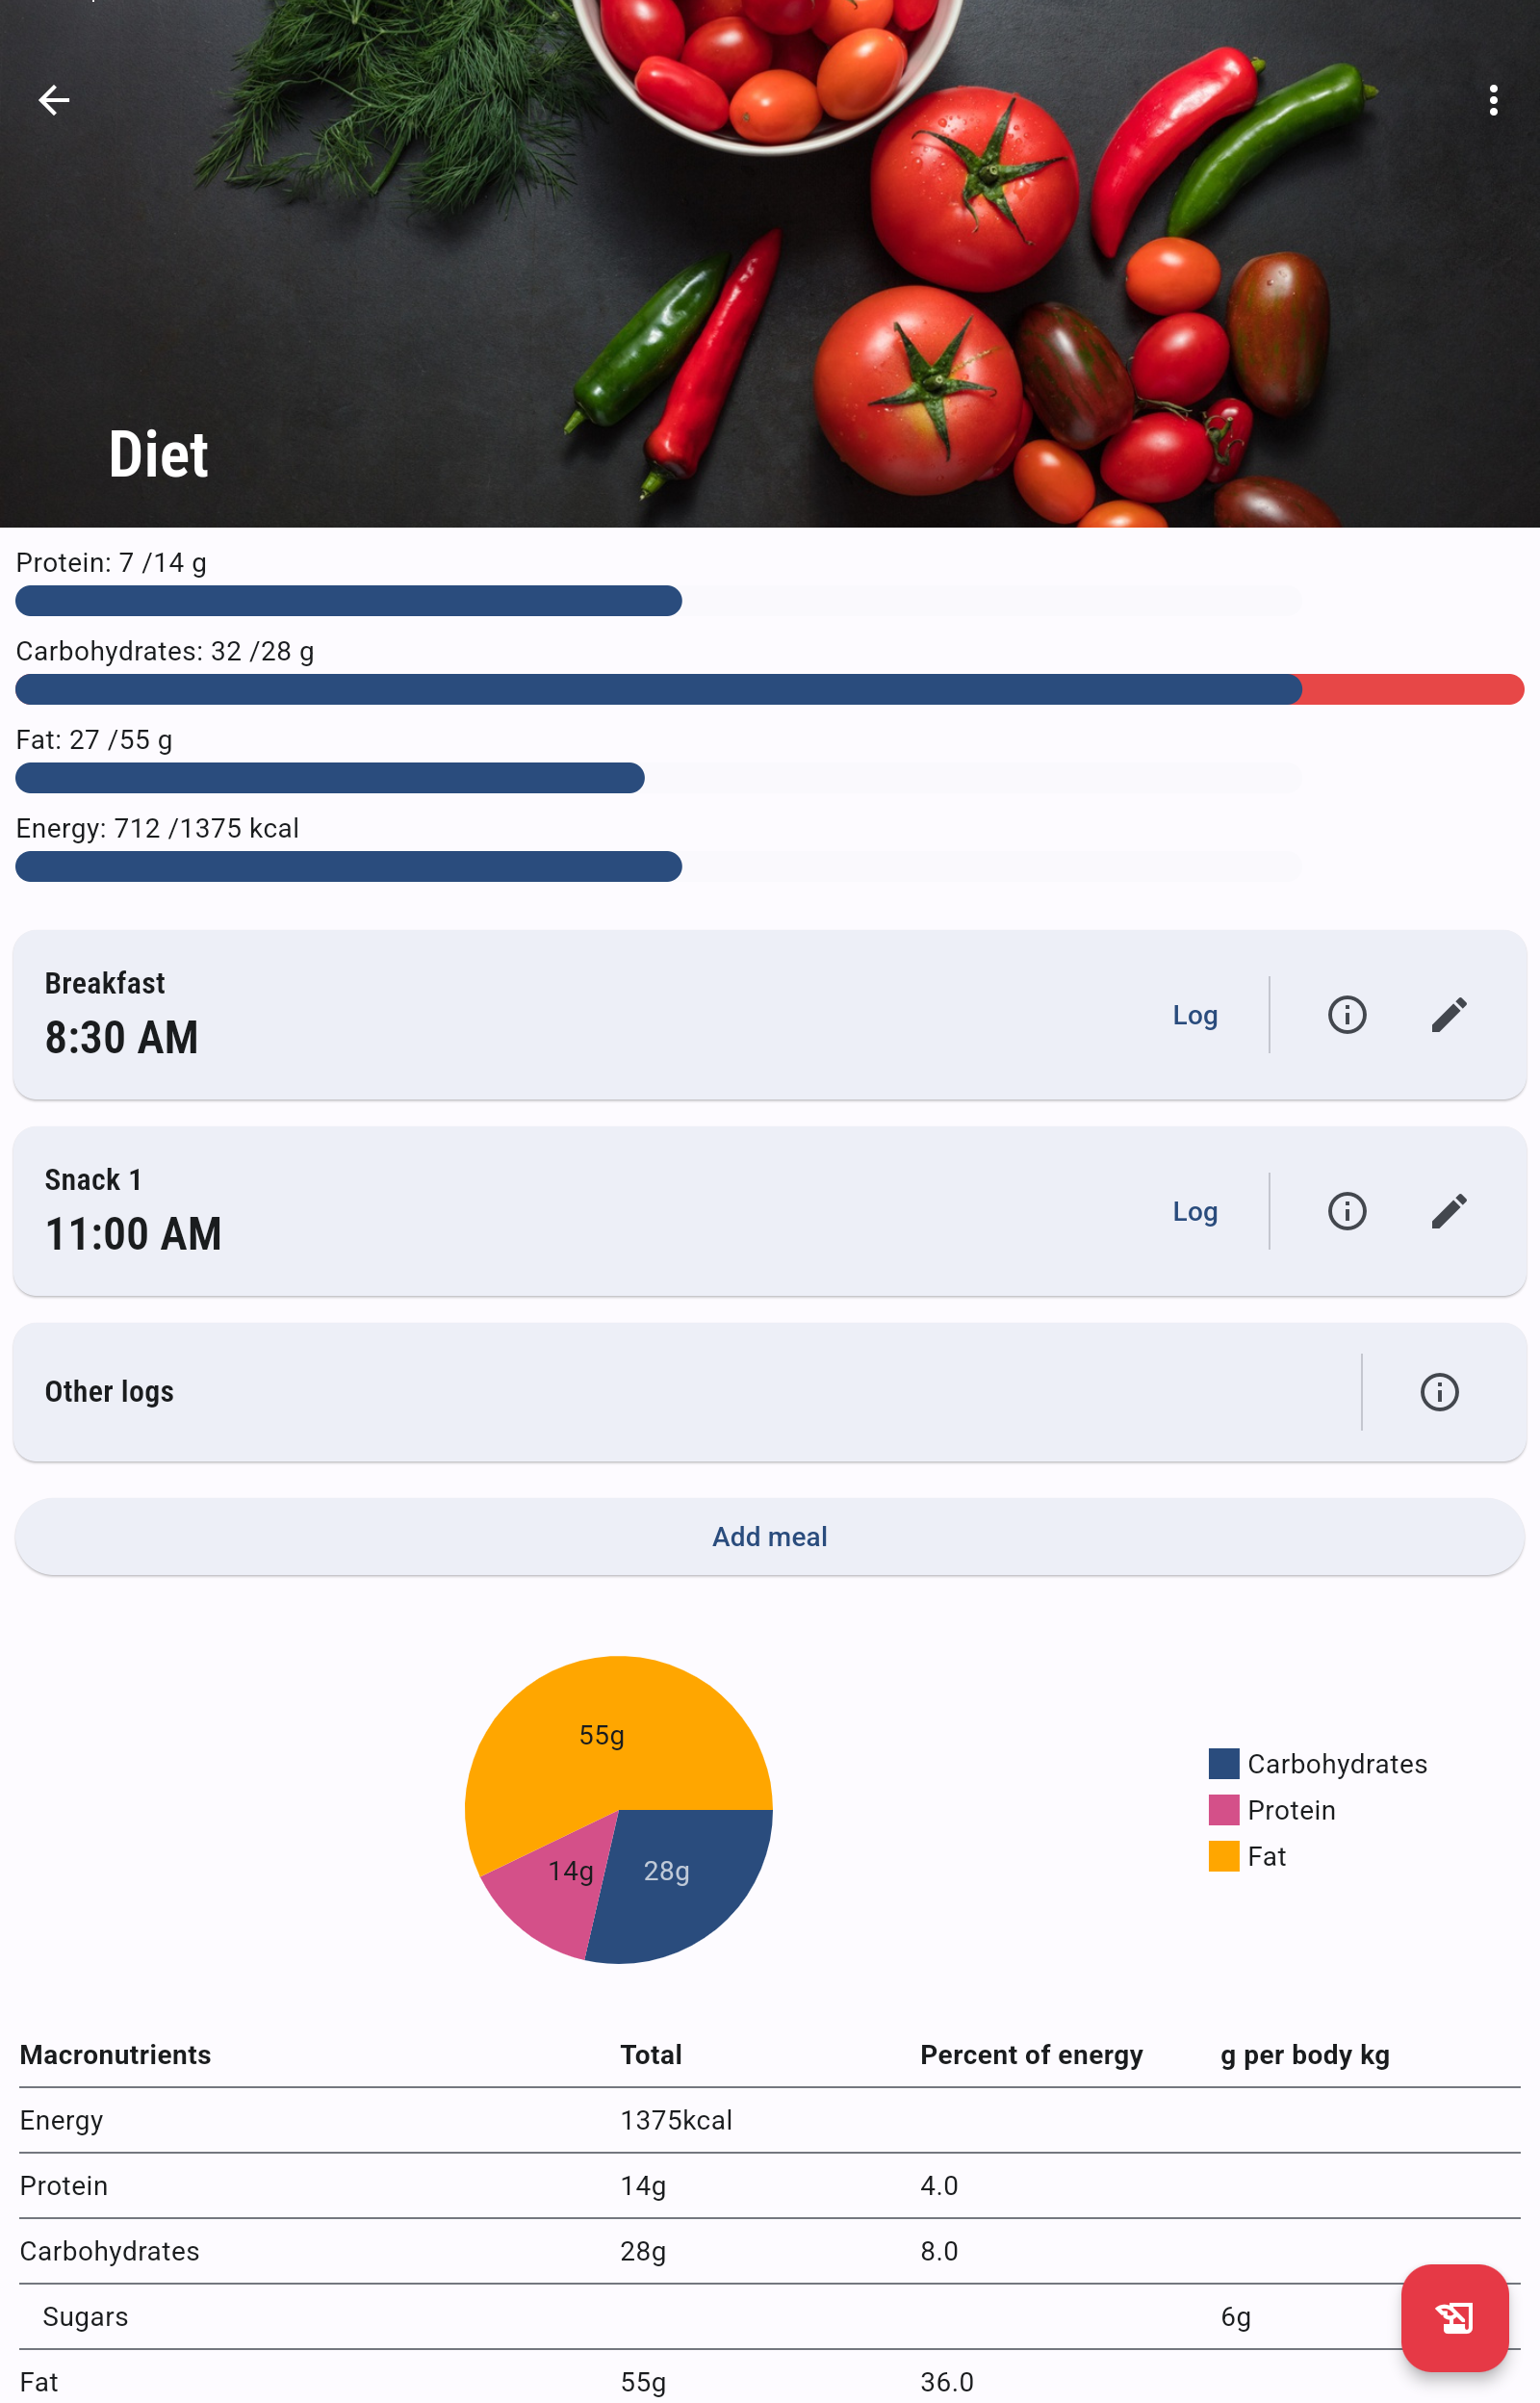 Diet
Protein: 7 /14 g
Carbohydrates: 32 /28 g
Fat: 27 /55 g
Energy: 712 /1375 kcal
Breakfast
8:30 AM
Log
Snack 1
11:00 AM
Log
Other logs
Add meal
55g
14g
28g
Carbohydrates
Protein
Fat
Macronutrients Total Percent of energy g per body kg
Energy 1375kcal
Protein 14g 4.0
Carbohydrates 28g 8.0
Sugars 6g
Fat 55g 36.0